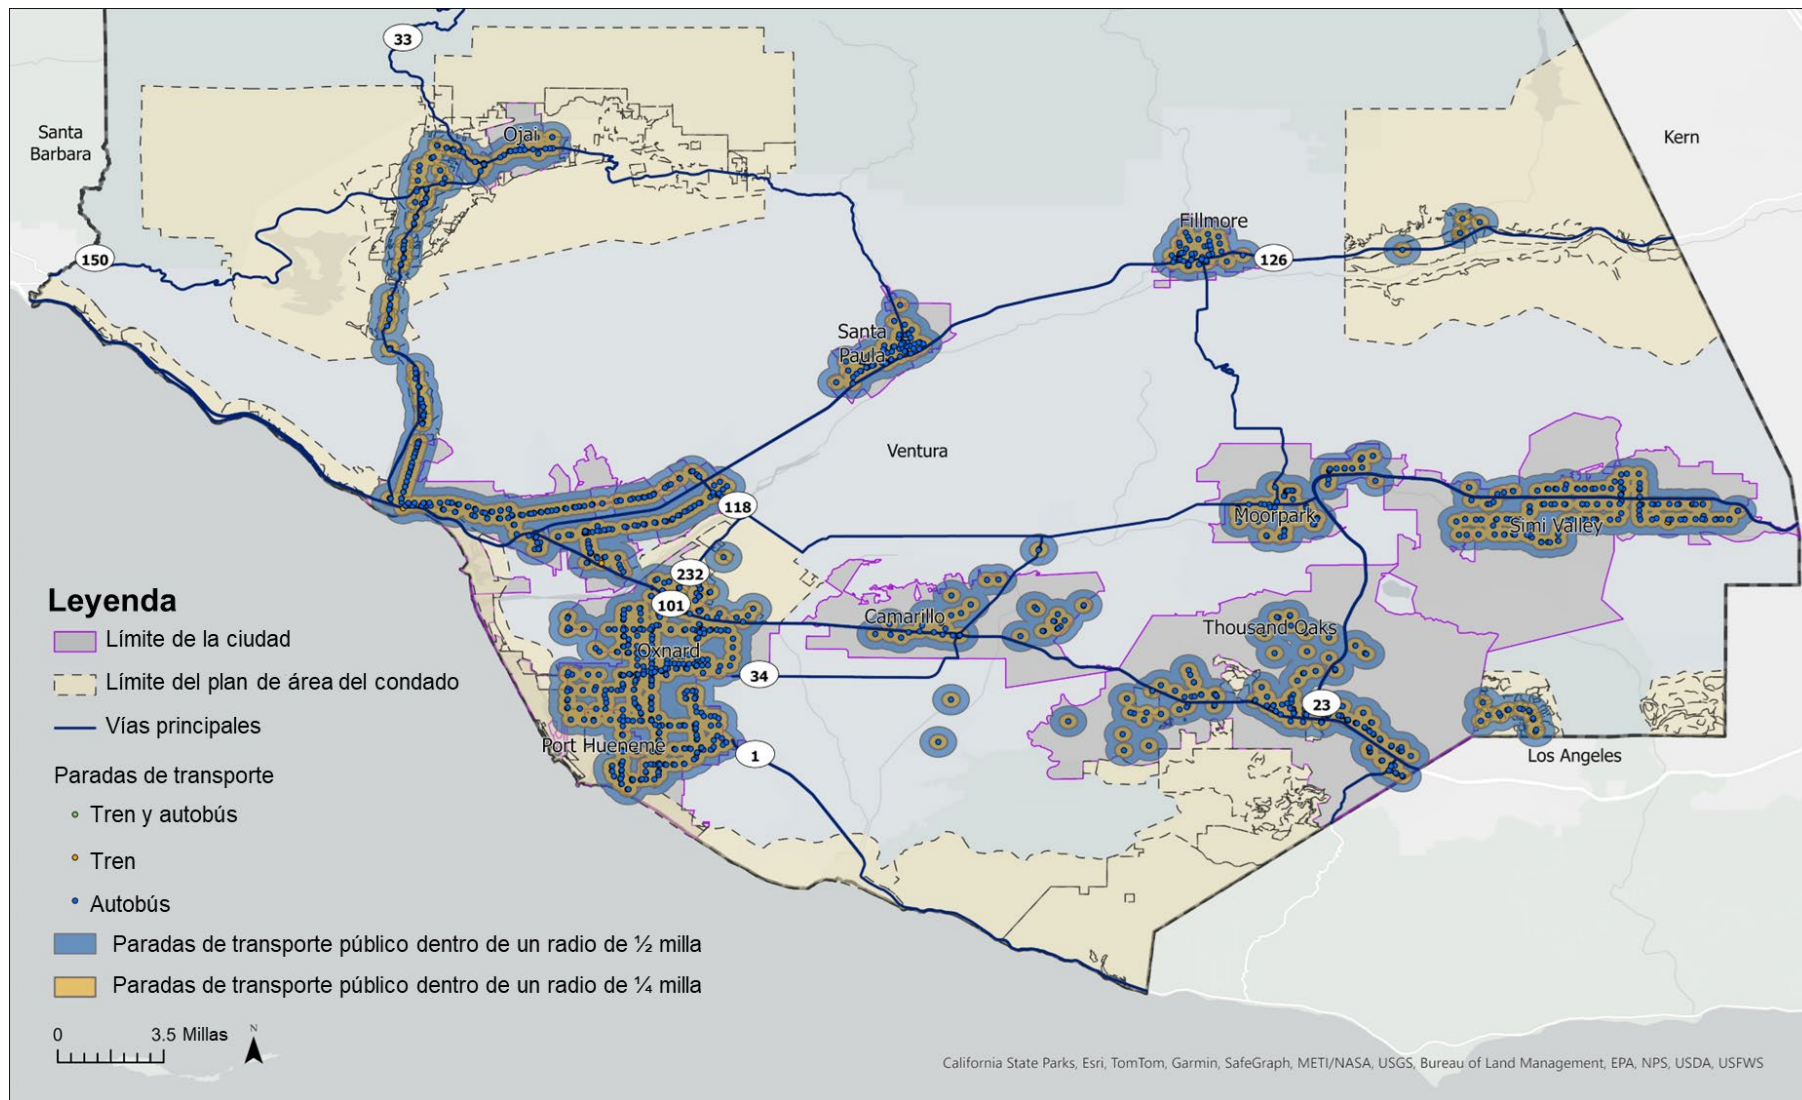 33
Santa
Barbara
Ojai
Kern
150
Fillmore
126
Santa
Paula
Ventura
118
Moorpark
Simi Valley
232
101
Camarillo
Thousand Oaks
Oxnard
34
23
Port Hueneme
1
Los Angeles
Leyenda
Límite de la ciudad
Límite del plan de área del condado
Vías principales
Paradas de transporte
Tren y autobús
Tren
Autobús
Paradas de transporte público dentro de un radio de ½ milla
Paradas de transporte público dentro de un radio de ¼ milla
0 3.5 Millas
N
California State Parks, Esri, TomTom, Garmin, SafeGraph, METI/NASA, USGS, Bureau of Land Management, EPA, NPS, USDA, USFWS